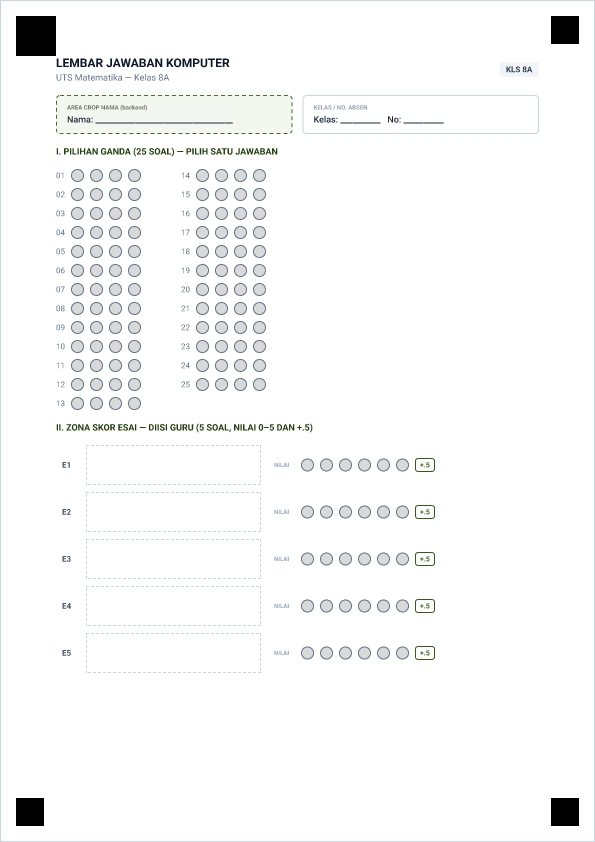 LEMBAR JAWABAN KOMPUTER
UTS Matematika — Kelas 8A
KLS 8A
AREA CROP NAMA (backend)
Nama: ______________________________
KELAS / NO. ABSEN
Kelas: _________ No: _________
I. PILIHAN GANDA (25 SOAL) — PILIH SATU JAWABAN
01 14
02 15
03 16
04 17
05 18
06 19
07 20
08 21
09 22
10 23
11 24
12 25
13
II. ZONA SKOR ESAI — DIISI GURU (5 SOAL, NILAI 0–5 DAN +.5)
E1 NILAI +.5
E2 NILAI +.5
E3 NILAI +.5
E4 NILAI +.5
E5 NILAI +.5